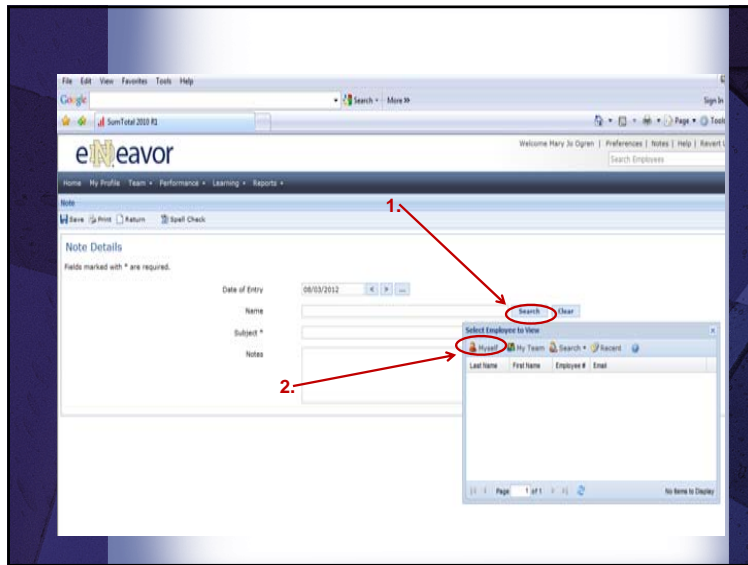 File Edit View Favorites Tools Help
Google Search More »
Sign In
SumTotal 2010 R1 Page Tools
eNeavor
Welcome Mary Jo Ogren | Preferences | Notes | Help | Revert
Search Employees
Home My Profile Team Performance Learning Reports
Note
Save Print Return Spell Check
1.
Note Details
Fields marked with * are required.
Date of Entry 08/03/2012 < > ...
Name Search Clear
Subject *
Select Employee to View x
Notes
Myself My Team Search Recent
Last Name First Name Employee # Email
2.
Page 1 of 1 No Items to Display